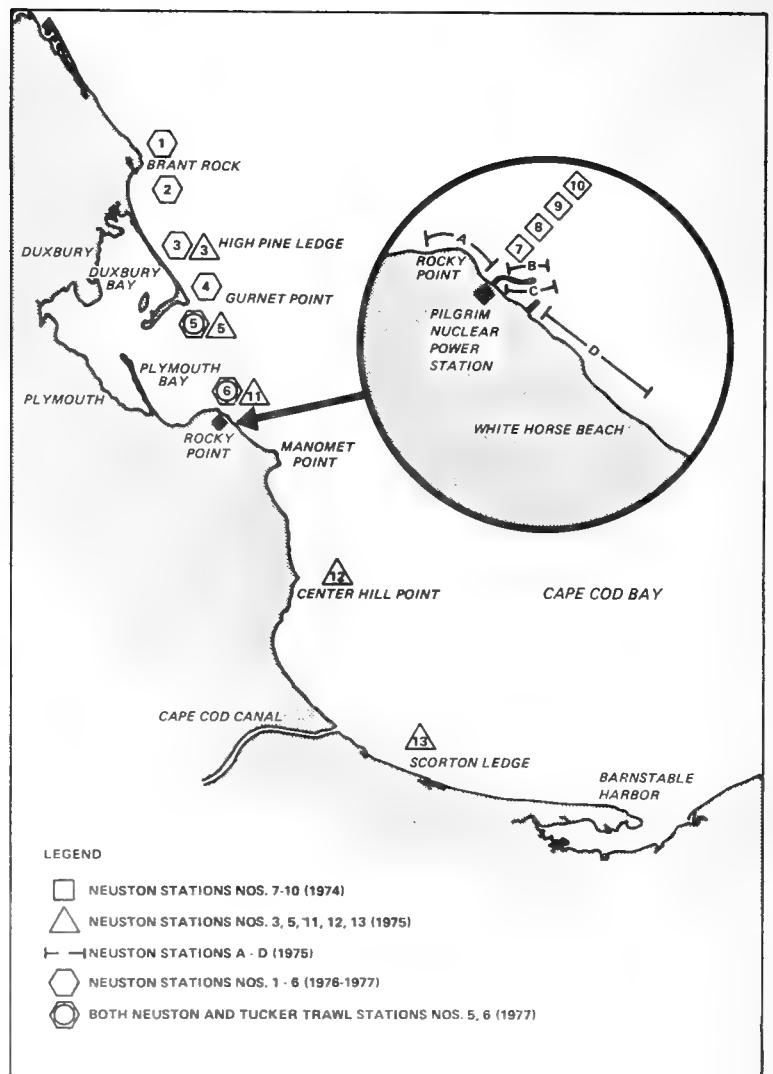 1
BRANT ROCK
2
DUXBURY
DUXBURY
BAY
3
3
HIGH PINE LEDGE
4
GURNET POINT
5
5
PLYMOUTH
BAY
PLYMOUTH
6
11
ROCKY
POINT
MANOMET
POINT
10
9
8
7
A
ROCKY
POINT
B
C
PILGRIM
NUCLEAR
POWER
STATION
D
WHITE HORSE BEACH
12
CENTER HILL POINT
CAPE COD BAY
CAPE COD CANAL
13
SCORTON LEDGE
BARNSTABLE
HARBOR
LEGEND
NEUSTON STATIONS NOS. 7-10 (1974)
NEUSTON STATIONS NOS. 3, 5, 11, 12, 13 (1975)
NEUSTON STATIONS A - D (1975)
NEUSTON STATIONS NOS. 1 - 6 (1976-1977)
BOTH NEUSTON AND TUCKER TRAWL STATIONS NOS. 5, 6 (1977)